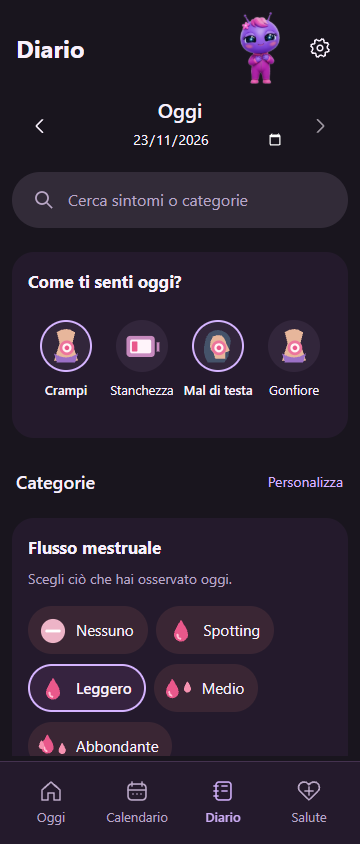 Diario
Oggi
23/11/2026
Cerca sintomi o categorie
Come ti senti oggi?
Crampi
Stanchezza
Mal di testa
Gonfiore
Categorie
Personalizza
Flusso mestruale
Scegli ciò che hai osservato oggi.
Nessuno
Spotting
Leggero
Medio
Abbondante
Oggi
Calendario
Diario
Salute